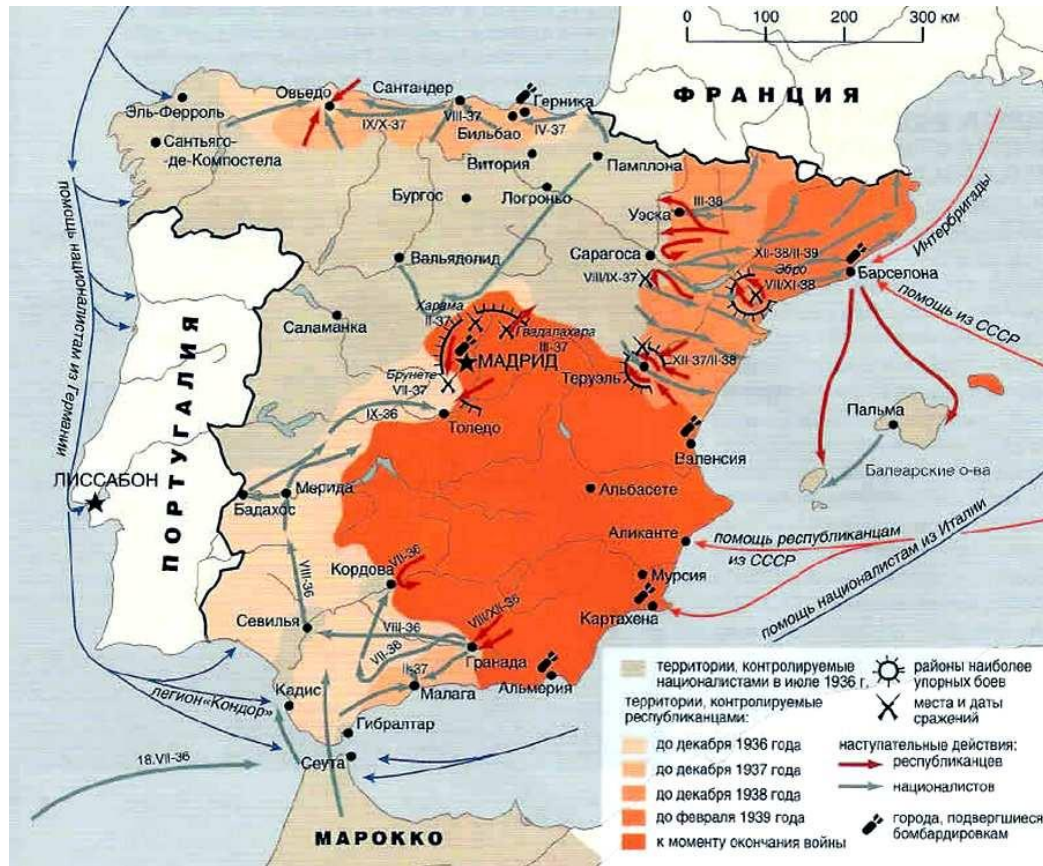 0 100 200 300 км
ФРАНЦИЯ
Овьедо
Сантандер
Герника
Эль-Ферроль
IX/X-37
VIII-37
Бильбао
IV-37
Сантьяго-
де-Компостела
Витория
Памплона
Бургос
Логроньо
Уэска
III-38
Интербригады
помощь националистам из Германии
Вальядолид
Сарагоса
VIII/IX-37
XII-38/II-39
Эбро
VII/XI-38
Барселона
помощь из СССР
Саламанка
Харама
II-37
Гвадалахара
III-37
МАДРИД
Брунете
VII-37
Теруэль
XII-37/II-38
IX-36
Толедо
Пальма
Валенсия
Балеарские о-ва
ПОРТУГАЛИЯ
ЛИССАБОН
Бадахос
Мерида
Альбасете
Аликанте
помощь республиканцам
из СССР
помощь националистам из Италии
VIII-36
Кордова
VII-36
Мурсия
Картахена
Севилья
VIII-36
VII-36
VIII/XII-36
Гранада
II-37
Малага
Альмерия
легион «Кондор»
Кадис
Гибралтар
Сеута
18.VII-36
МАРОККО
территории, контролируемые
националистами в июле 1936 г.
территории, контролируемые
республиканцами:
до декабря 1936 года
до декабря 1937 года
до декабря 1938 года
до февраля 1939 года
к моменту окончания войны
районы наиболее
упорных боев
места и даты
сражений
наступательные действия:
республиканцев
националистов
города, подвергшиеся
бомбардировкам